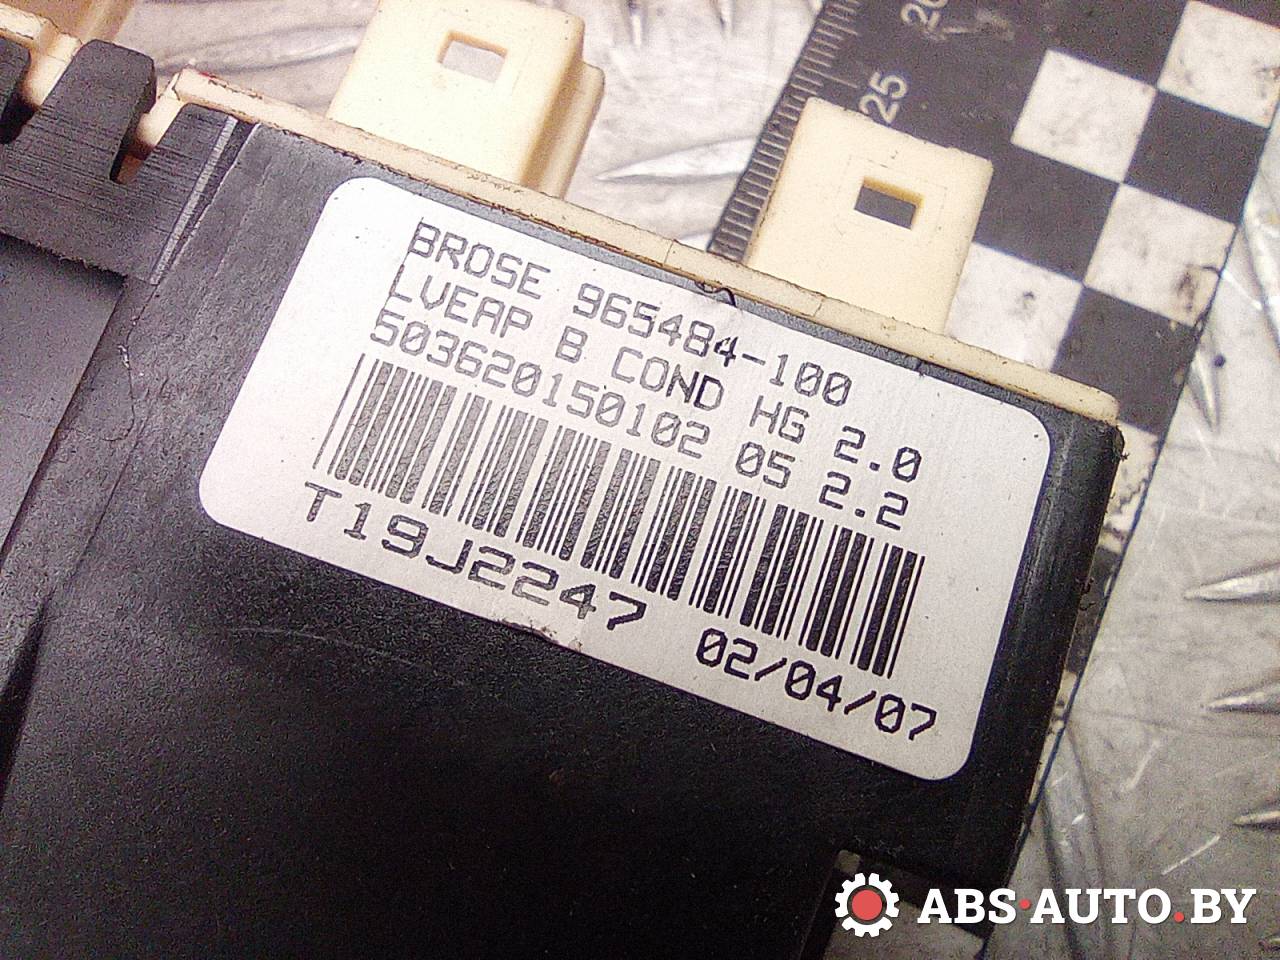 BROSE 965484-100
LVEAP B COND HG 2.0
503620150102 05 2.2
T19J2247
02/04/07
20
25
ABS·AUTO.BY